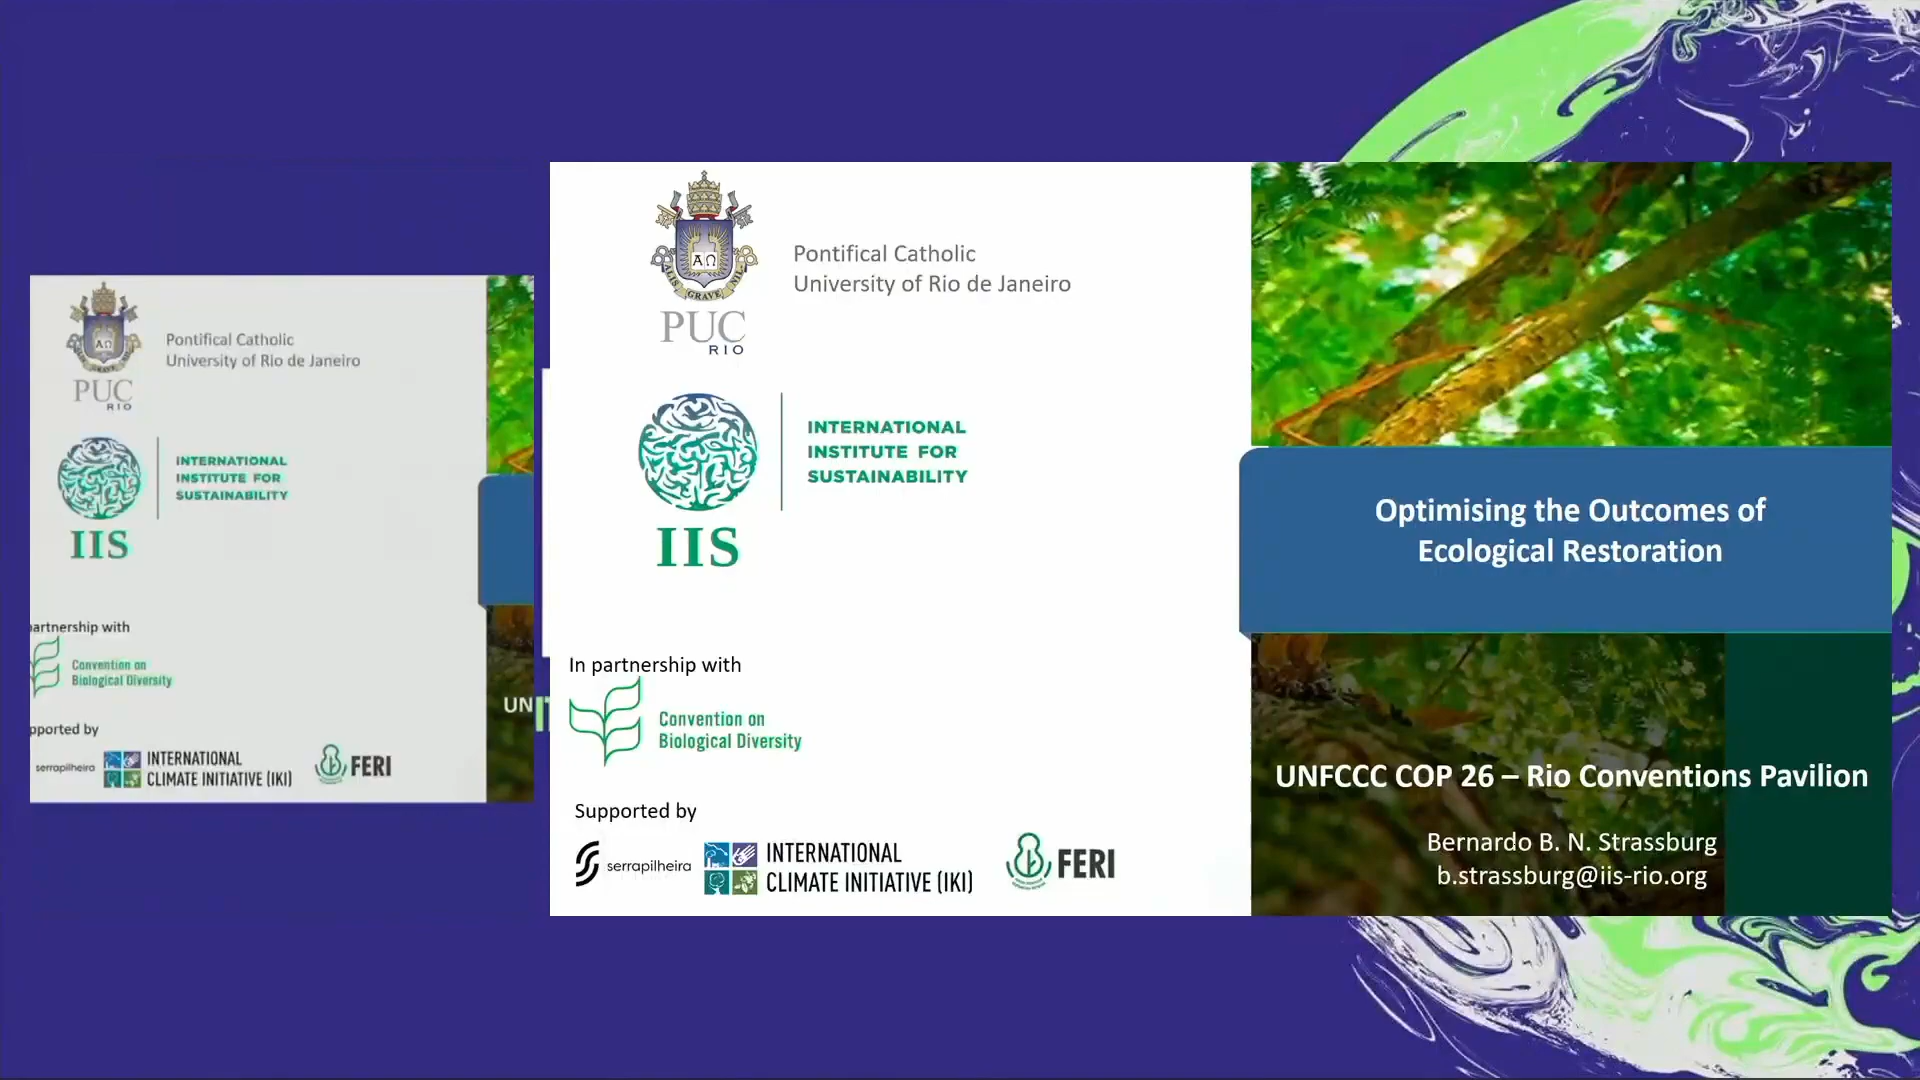 Pontifical Catholic
University of Rio de Janeiro
PUC
RIO
INTERNATIONAL
INSTITUTE FOR
SUSTAINABILITY
IIS
artnership with
Convention on
Biological Diversity
UN
pported by
serrapilheira
INTERNATIONAL
CLIMATE INITIATIVE (IKI)
FERI
ΑΩ
ALIS GRAVE NIL
PUC
RIO
Pontifical Catholic
University of Rio de Janeiro
INTERNATIONAL
INSTITUTE FOR
SUSTAINABILITY
IIS
In partnership with
Convention on
Biological Diversity
Supported by
serrapilheira
INTERNATIONAL
CLIMATE INITIATIVE (IKI)
FERI
Optimising the Outcomes of
Ecological Restoration
UNFCCC COP 26 – Rio Conventions Pavilion
Bernardo B. N. Strassburg
b.strassburg@iis-rio.org